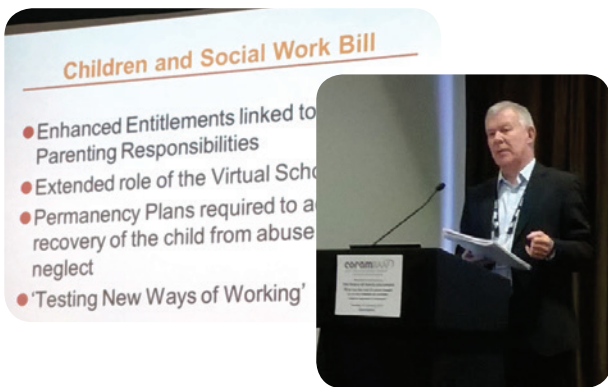 Children and Social Work Bill
Enhanced Entitlements linked to
Parenting Responsibilities
Extended role of the Virtual
Permanency Plans required to
recovery of the child from abuse
neglect
'Testing New Ways of Working'
coram